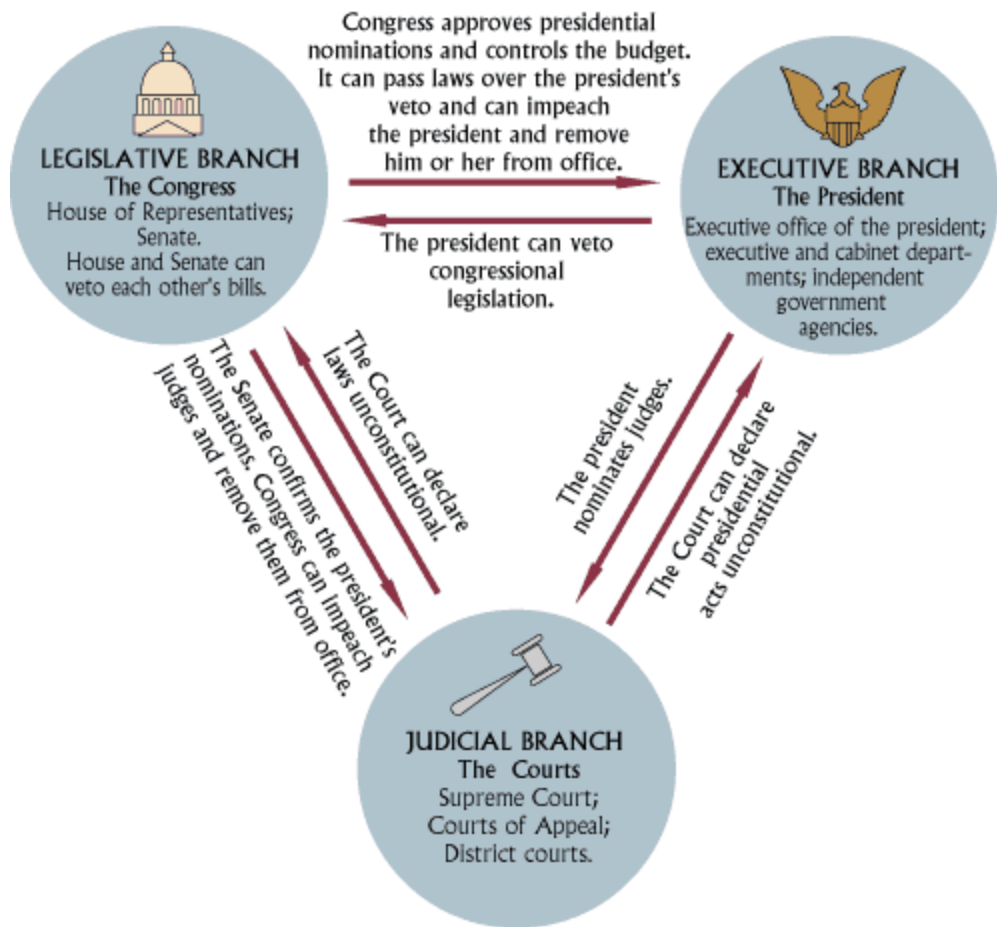 Congress approves presidential
nominations and controls the budget.
It can pass laws over the president's
veto and can impeach
the president and remove
him or her from office.
LEGISLATIVE BRANCH
The Congress
House of Representatives;
Senate.
House and Senate can
veto each other's bills.
EXECUTIVE BRANCH
The President
Executive office of the president;
executive and cabinet depart-
ments; independent
government
agencies.
The president can veto
congressional
legislation.
The Senate confirms the president's
nominations. Congress can impeach
judges and remove them from office.
The Court can declare
laws unconstitutional.
The president
nominates judges.
The Court can declare
presidential
acts unconstitutional.
JUDICIAL BRANCH
The Courts
Supreme Court;
Courts of Appeal;
District courts.